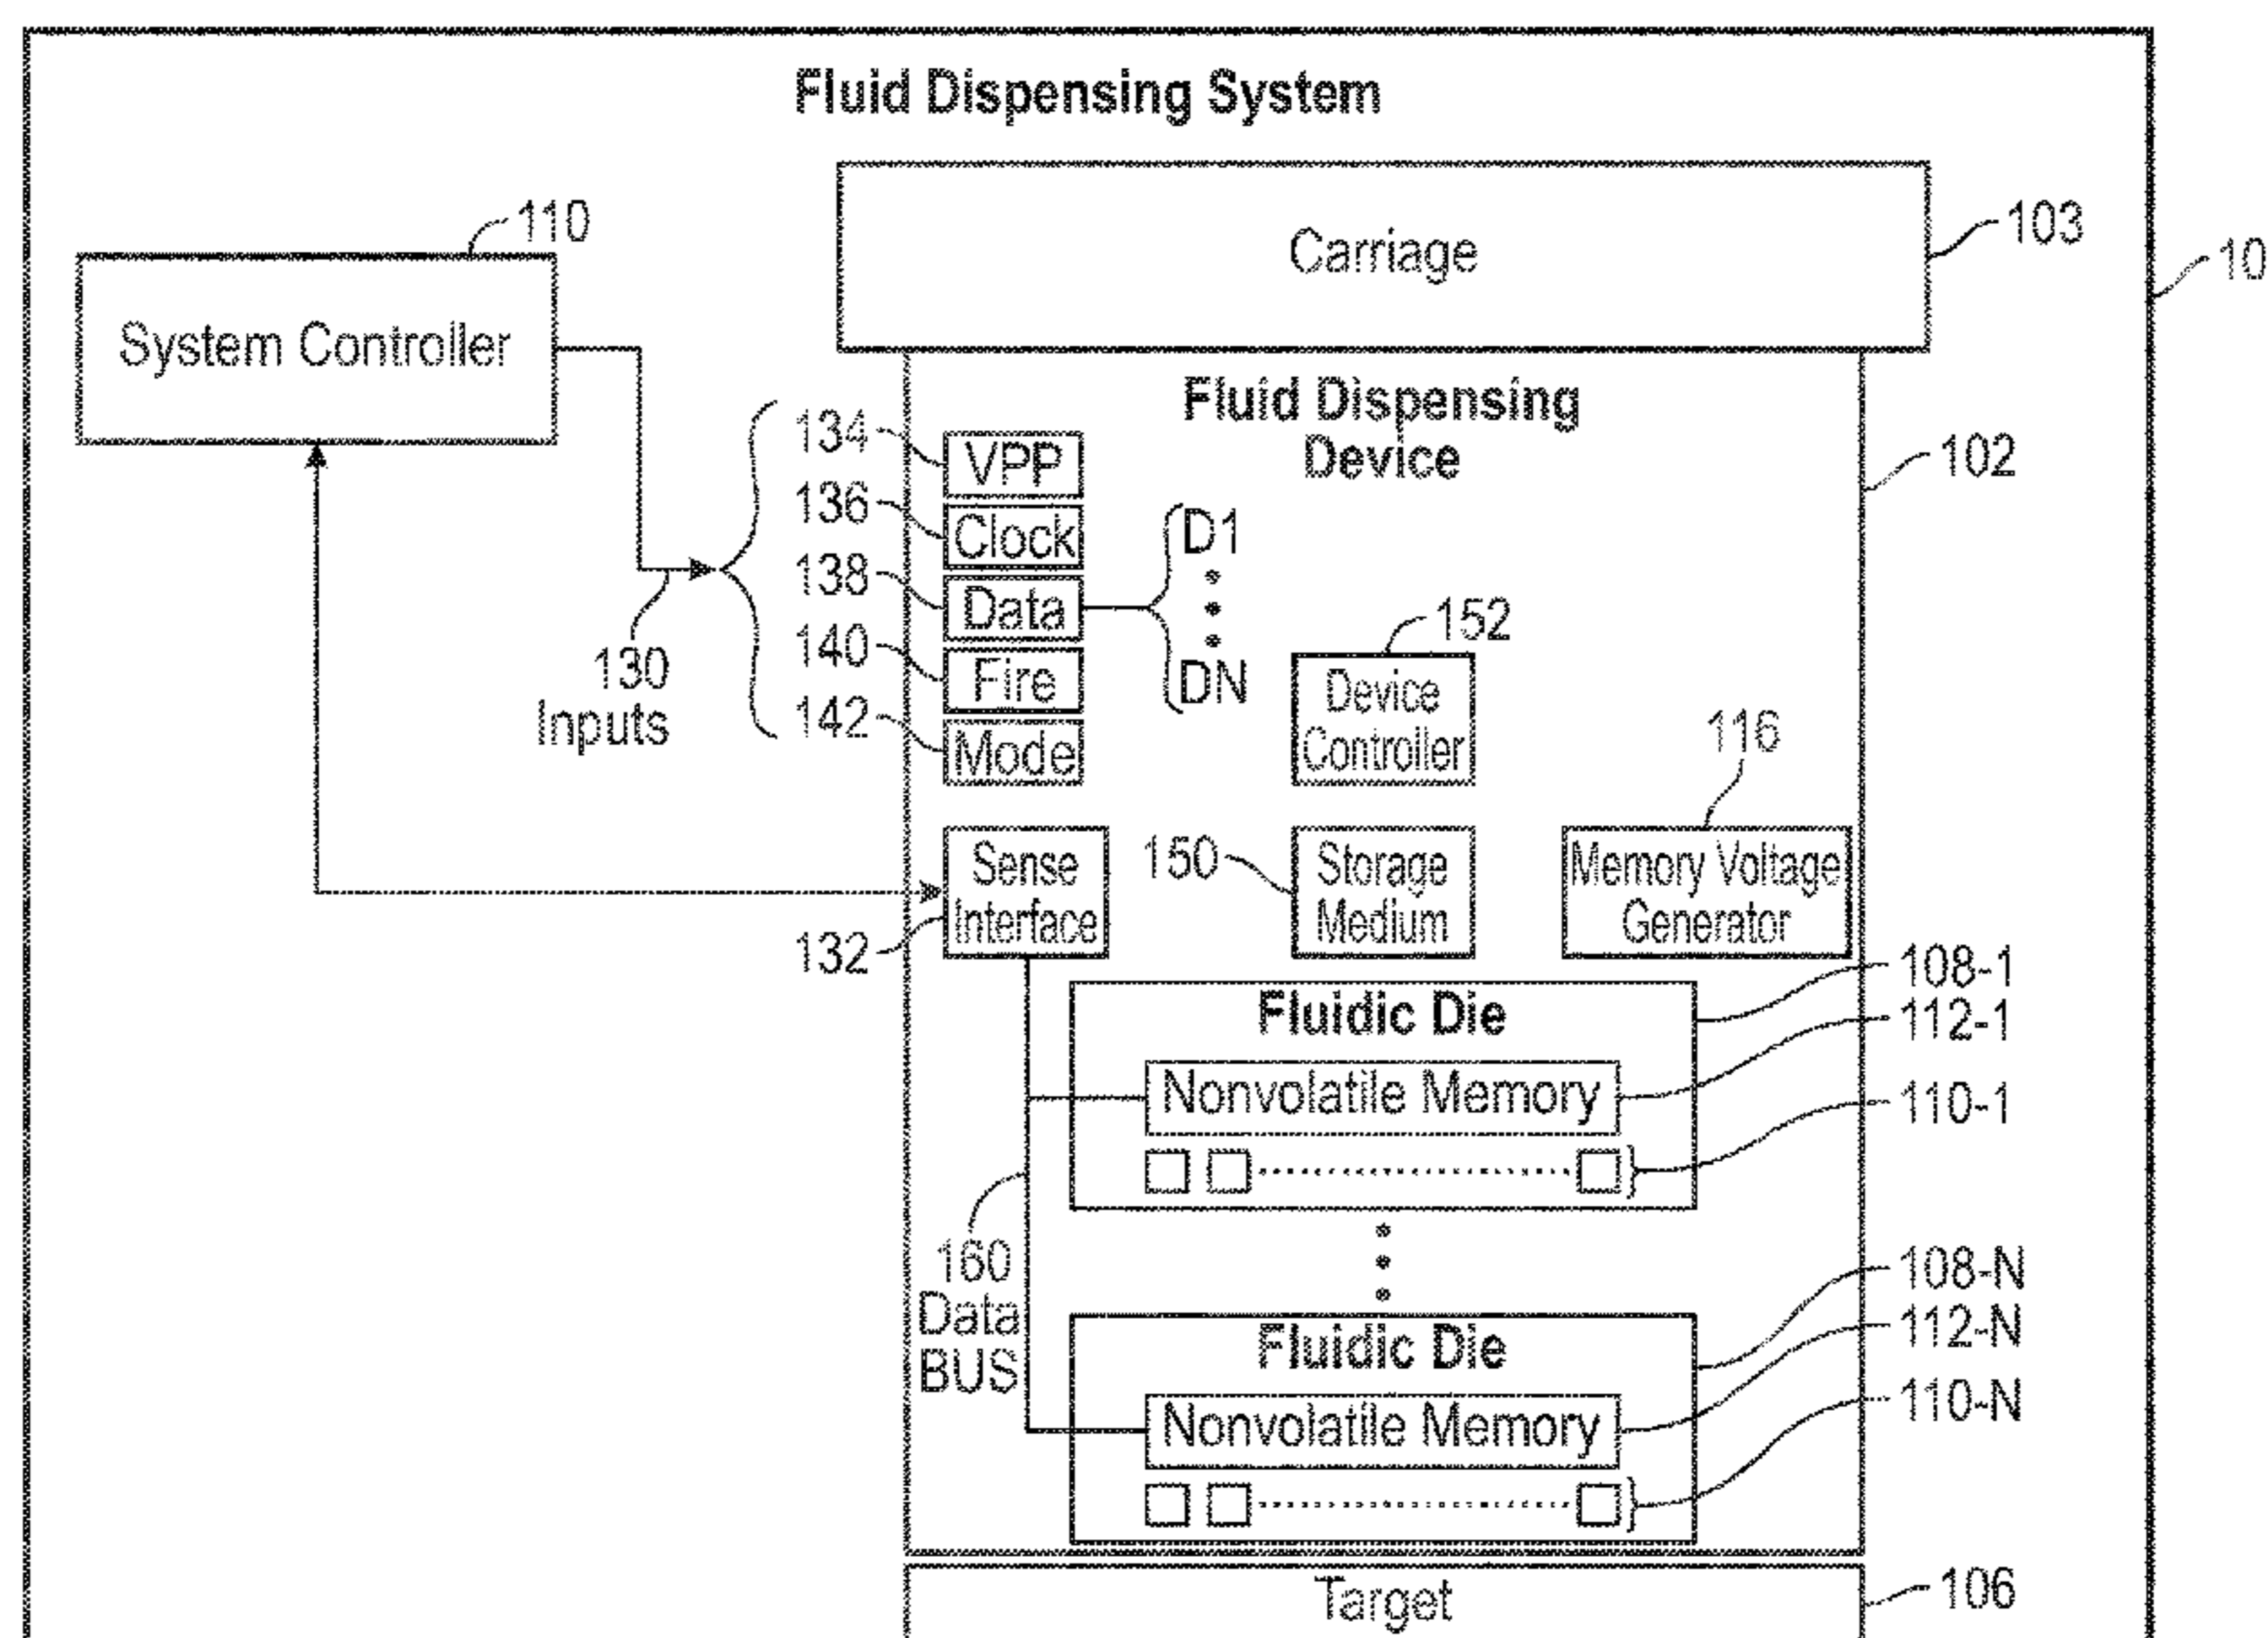 Fluid Dispensing System
110
System Controller
Carriage
103
10
Fluid Dispensing
Device
102
134
VPP
136
Clock
138
Data
140
Fire
142
Mode
D1
DN
130
Inputs
152
Device
Controller
116
Sense
Interface
132
150
Storage
Medium
Memory Voltage
Generator
108-1
Fluidic Die
112-1
Nonvolatile Memory
110-1
160
Data
BUS
108-N
Fluidic Die
112-N
Nonvolatile Memory
110-N
Target
106